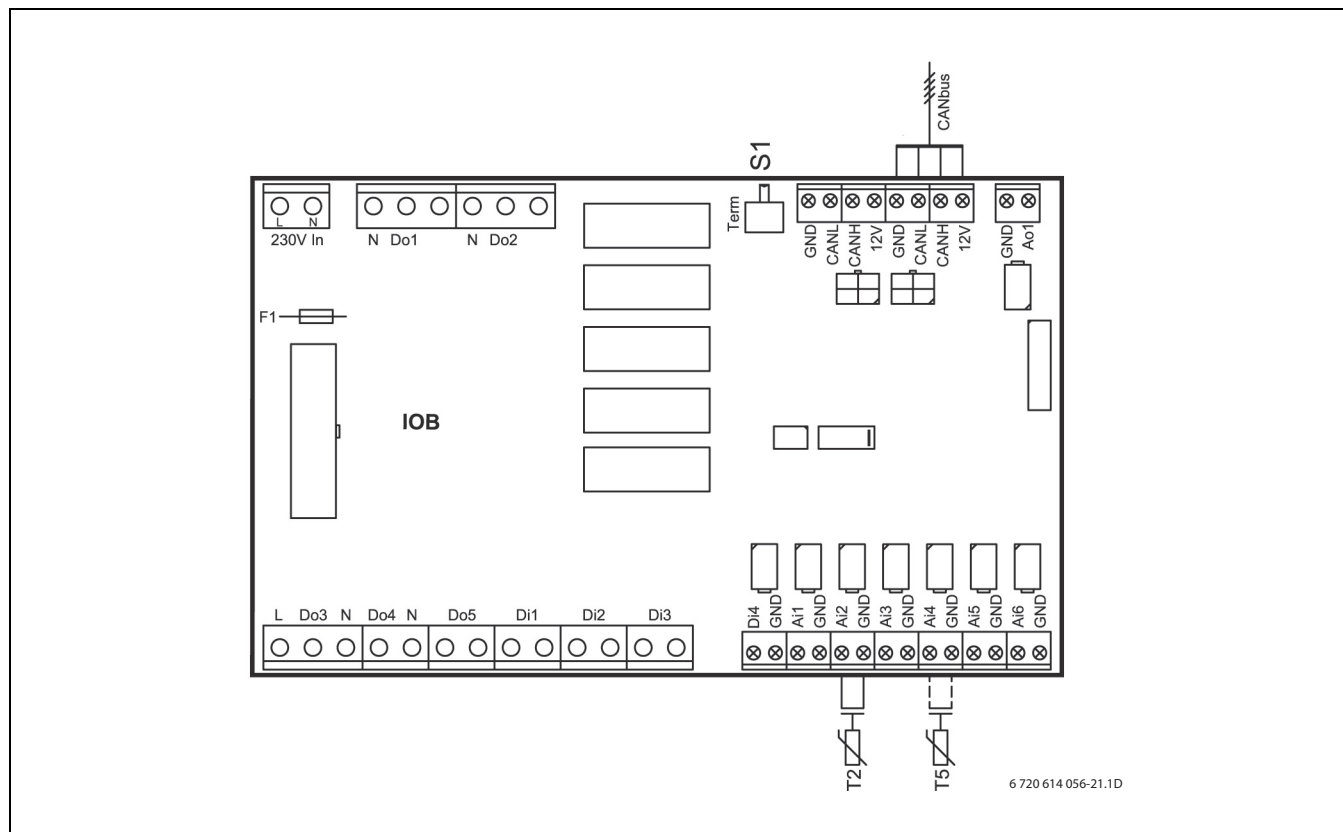 CANbus
S1
Term
L N
230V In
N Do1
N Do2
GND CANL CANH 12V GND CANL CANH 12V
GND Ao1
F1
IOB
L Do3 N Do4 N Do5 Di1 Di2 Di3
Di4 GND Ai1 GND Ai2 GND Ai3 GND Ai4 GND Ai5 GND Ai6 GND
T2
T5
6 720 614 056-21.1D